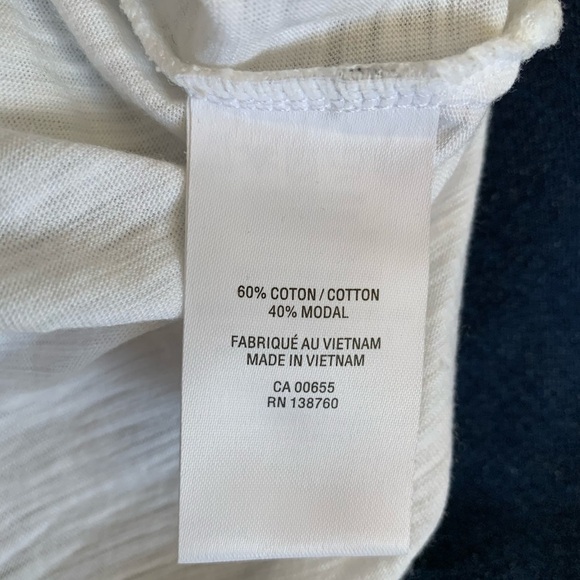 60% COTON / COTTON
40% MODAL
FABRIQUÉ AU VIETNAM
MADE IN VIETNAM
CA 00655
RN 138760